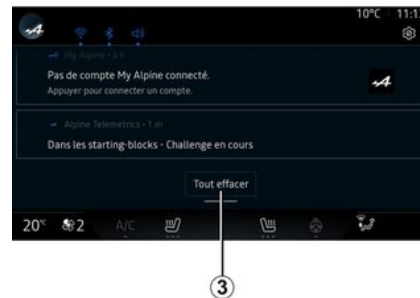 10°C 11:1
My Alpine • 3 h
Pas de compte My Alpine connecté.
Appuyer pour connecter un compte.
Alpine Telemetrics • 1 m
Dans les starting-blocks - Challenge en cours
Tout effacer
20°C 2 A/C
3